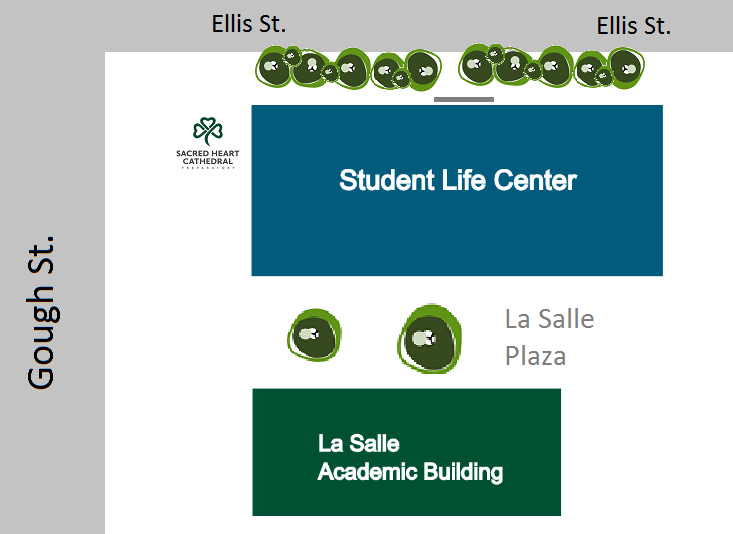 Ellis St.
Ellis St.
SACRED HEART
CATHEDRAL
PREPARATORY
Student Life Center
Gough St.
La Salle
Plaza
La Salle
Academic Building